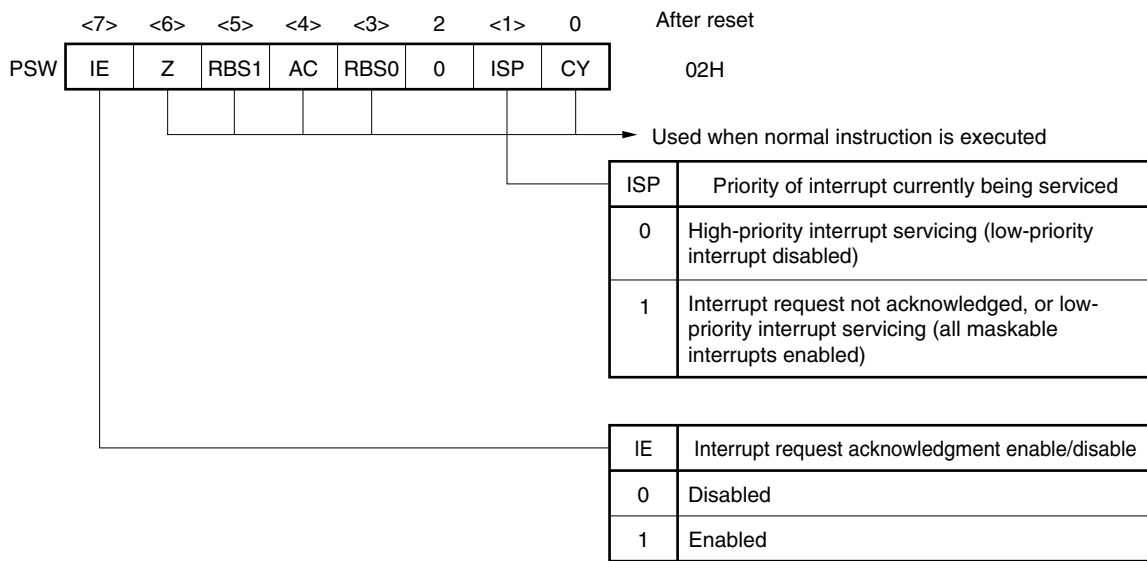 <7> <6> <5> <4> <3> 2 <1> 0 After reset
PSW IE Z RBS1 AC RBS0 0 ISP CY 02H
Used when normal instruction is executed
ISP Priority of interrupt currently being serviced
0 High-priority interrupt servicing (low-priority
interrupt disabled)
1 Interrupt request not acknowledged, or low-
priority interrupt servicing (all maskable
interrupts enabled)
IE Interrupt request acknowledgment enable/disable
0 Disabled
1 Enabled